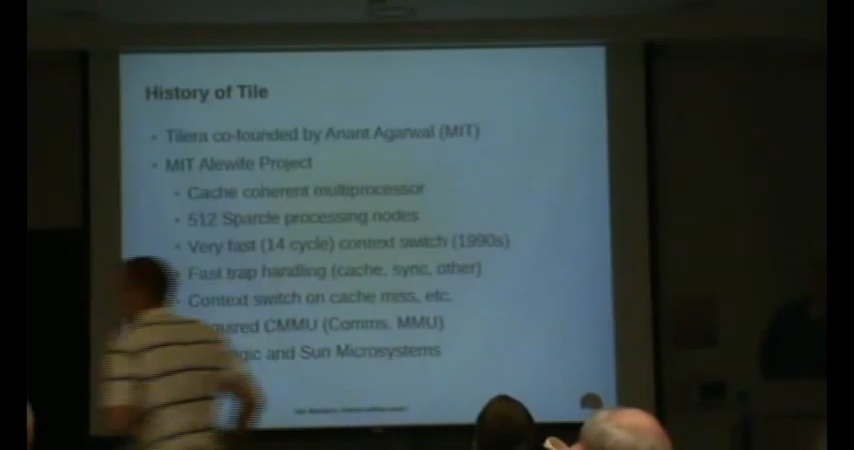 History of Tile
Tilera co-founded by Anant Agarwal (MIT)
MIT Alewife Project
Cache coherent multiprocessor
512 Sparcle processing nodes
Very fast (14 cycle) context switch (1990s)
Fast trap handling (cache, sync, other)
Context switch on cache miss, etc.
CMMU (Comms. MMU)
and Sun Microsystems